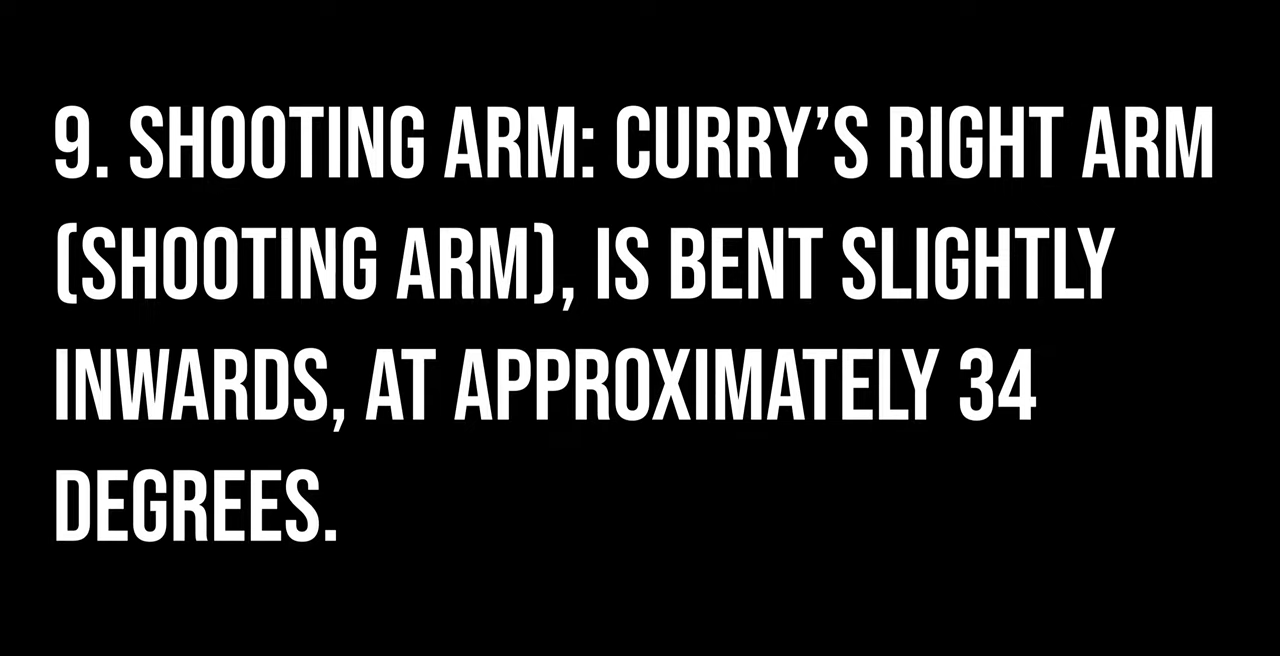 9. SHOOTING ARM: CURRY’S RIGHT ARM
(SHOOTING ARM), IS BENT SLIGHTLY
INWARDS, AT APPROXIMATELY 34
DEGREES.